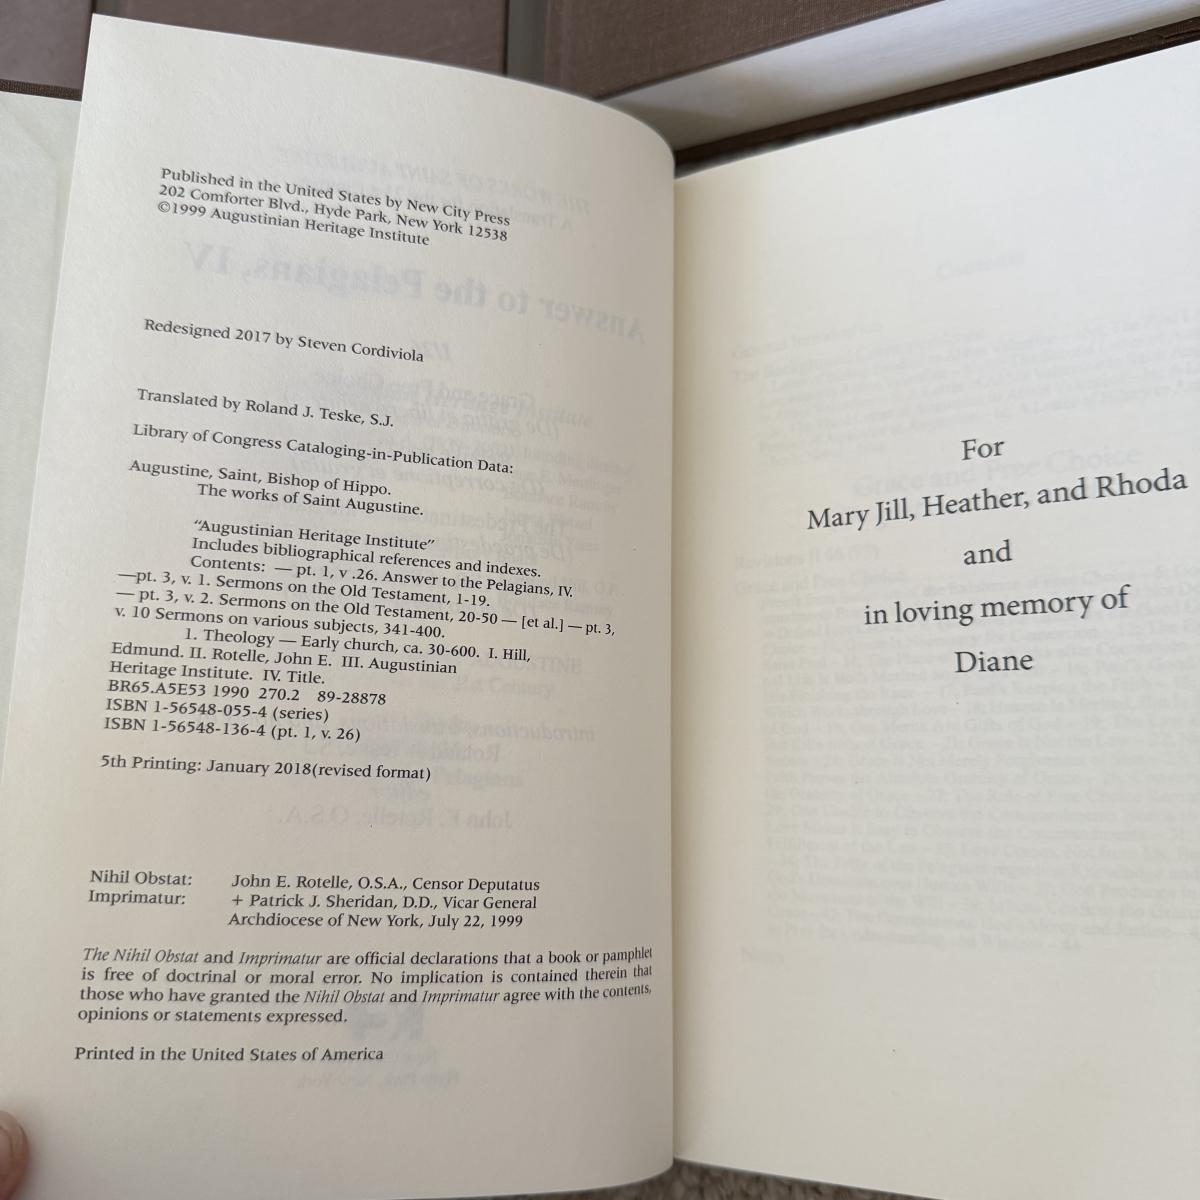 Published in the United States by New City Press
202 Comforter Blvd., Hyde Park, New York 12538
©1999 Augustinian Heritage Institute
Redesigned 2017 by Steven Cordiviola
Translated by Roland J. Teske, S.J.
Library of Congress Cataloging-in-Publication Data:
Augustine, Saint, Bishop of Hippo.
The works of Saint Augustine.
"Augustinian Heritage Institute"
Includes bibliographical references and indexes.
Contents: — pt. 1, v .26. Answer to the Pelagians, IV.
—pt. 3, v. 1. Sermons on the Old Testament, 1-19.
— pt. 3, v. 2. Sermons on the Old Testament, 20-50 — [et al.] — pt. 3,
v. 10 Sermons on various subjects, 341-400.
1. Theology — Early church, ca. 30-600. I. Hill,
Edmund. II. Rotelle, John E. III. Augustinian
Heritage Institute. IV. Title.
BR65.A5E53 1990 270.2 89-28878
ISBN 1-56548-055-4 (series)
ISBN 1-56548-136-4 (pt. 1, v. 26)
5th Printing: January 2018(revised format)
Nihil Obstat: John E. Rotelle, O.S.A., Censor Deputatus
Imprimatur: + Patrick J. Sheridan, D.D., Vicar General
Archdiocese of New York, July 22, 1999
The Nihil Obstat and Imprimatur are official declarations that a book or pamphlet
is free of doctrinal or moral error. No implication is contained therein that
those who have granted the Nihil Obstat and Imprimatur agree with the contents,
opinions or statements expressed.
Printed in the United States of America
For
Mary Jill, Heather, and Rhoda
and
in loving memory of
Diane